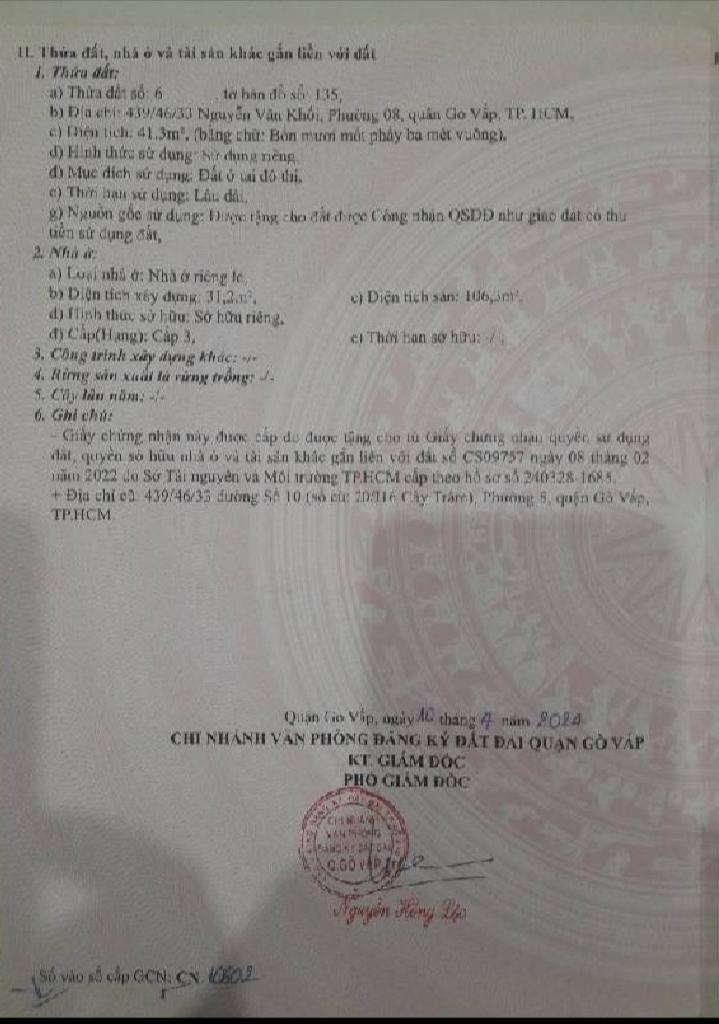 II. Thửa đất, nhà ở và tài sản khác gắn liền với đất
1. Thửa đất:
a) Thửa đất số: 6 , tờ bản đồ số: 135,
b) Địa chỉ: 439/46/33 Nguyễn Văn Khối, Phường 08, quận Gò Vấp, TP. HCM,
c) Diện tích: 41,3m², (bằng chữ: Bốn mươi mốt phẩy ba mét vuông),
d) Hình thức sử dụng: Sử dụng riêng,
đ) Mục đích sử dụng: Đất ở tại đô thị,
e) Thời hạn sử dụng: Lâu dài,
g) Nguồn gốc sử dụng: Được tặng cho đất được Công nhận QSDĐ như giao đất có thu
tiền sử dụng đất,
2. Nhà ở:
a) Loại nhà ở: Nhà ở riêng lẻ,
b) Diện tích xây dựng: 31,2m², c) Diện tích sàn: 106,3m²,
d) Hình thức sở hữu: Sở hữu riêng,
đ) Cấp(Hạng): Cấp 3, e) Thời hạn sở hữu: -/-,
3. Công trình xây dựng khác: -/-
4. Rừng sản xuất là rừng trồng: -/-
5. Cây lâu năm: -/-
6. Ghi chú:
- Giấy chứng nhận này được cấp do được tặng cho từ Giấy chứng nhận quyền sử dụng
đất, quyền sở hữu nhà ở và tài sản khác gắn liền với đất số CS09757 ngày 08 tháng 02
năm 2022 do Sở Tài nguyên và Môi trường TP.HCM cấp theo hồ sơ số 240328-1685.
+ Địa chỉ cũ: 439/46/33 đường Số 10 (số cũ: 20/116 Cây Trâm), Phường 8, quận Gò Vấp,
TP.HCM.
Quận Gò Vấp, ngày 10 tháng 4 năm 2024
CHI NHÁNH VĂN PHÒNG ĐĂNG KÝ ĐẤT ĐAI QUẬN GÒ VẤP
KT. GIÁM ĐỐC
PHÓ GIÁM ĐỐC
CHI NHÁNH
VĂN PHÒNG
ĐĂNG KÝ ĐẤT ĐAI
Q.GÒ VẤP
Nguyễn Hồng Lộc
Số vào sổ cấp GCN: CN 10802